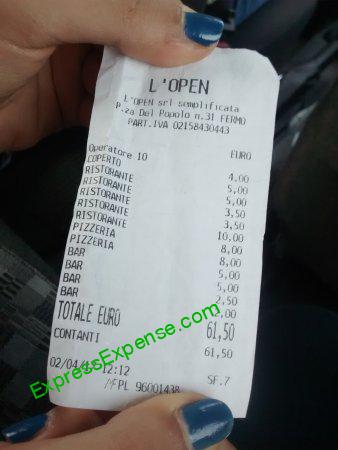 L'OPEN
L'OPEN srl semplificata
P.za Del Popolo n.31 FERMO
PART.IVA 02158430443
Operatore 10 EURO
COPERTO 4,00
RISTORANTE 5,00
RISTORANTE 5,00
RISTORANTE 3,50
RISTORANTE 3,50
RISTORANTE 10,00
PIZZERIA 8,00
PIZZERIA 8,00
BAR 5,00
BAR 5,00
BAR 2,50
BAR 2,00
TOTALE EURO 61,50
CONTANTI 61,50
02/04/ 12:12 SF.7
MFPL 96001438
ExpressExpense.com